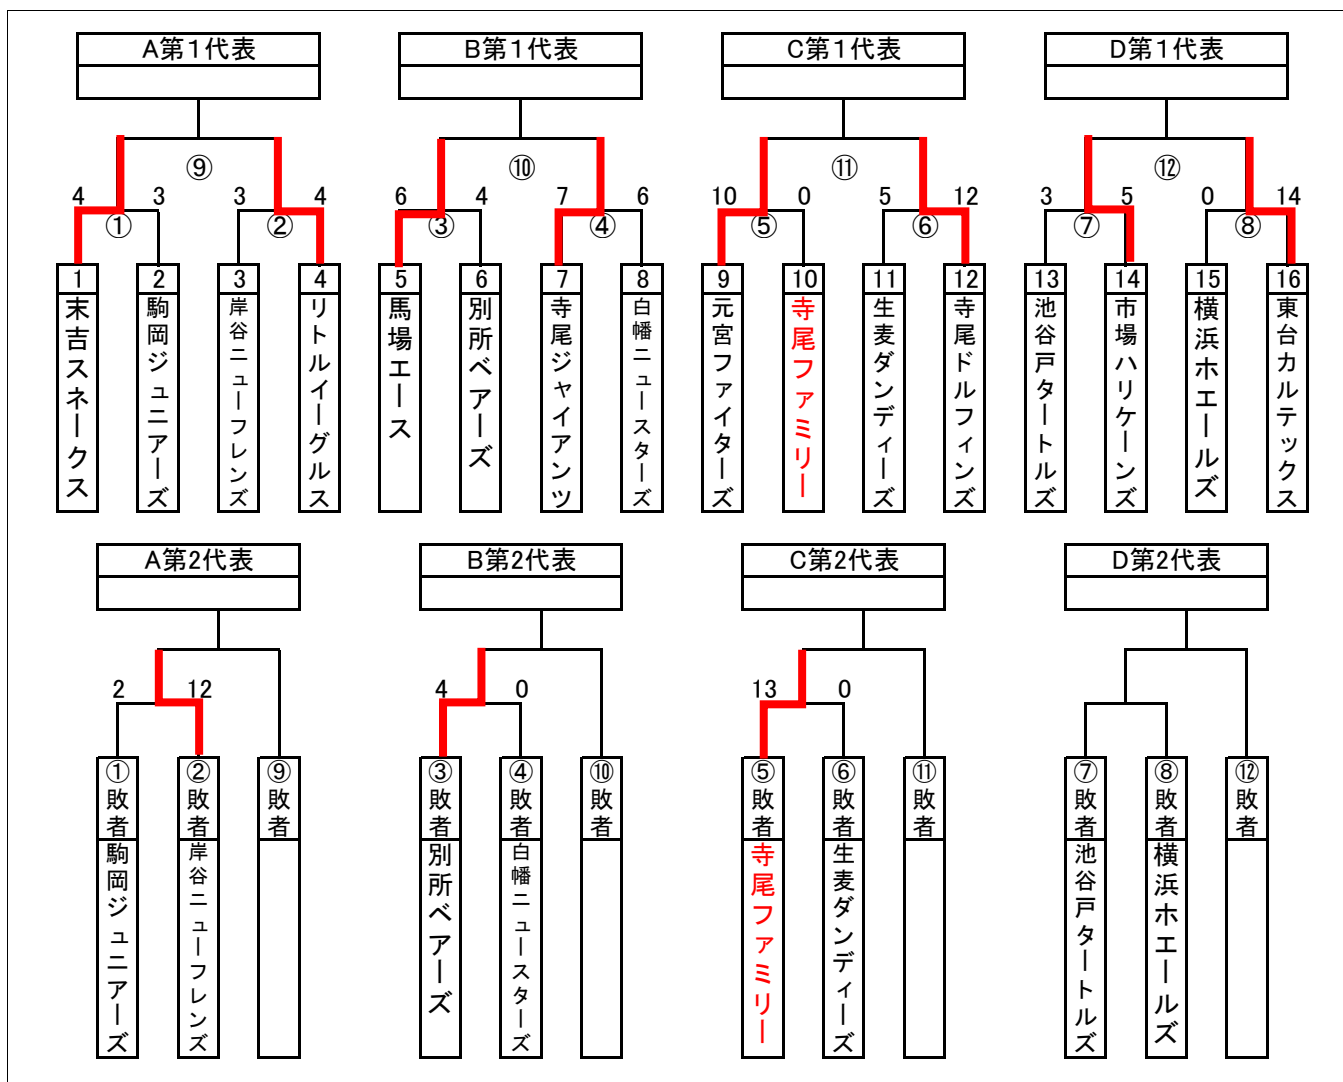 A第1代表
B第1代表
C第1代表
D第1代表
⑨
⑩
⑪
⑫
4 3 3 4
6 4 7 6
10 0 5 12
3 5 0 14
① ② ③ ④ ⑤ ⑥ ⑦ ⑧
1 末吉スネークス
2 駒岡ジュニアーズ
3 岸谷ニューフレンズ
4 リトルイーグルス
5 馬場エース
6 別所ベアーズ
7 寺尾ジャイアンツ
8 白幡ニュースターズ
9 元宮ファイターズ
10 寺尾ファミリー
11 生麦ダンディーズ
12 寺尾ドルフィンズ
13 池谷戸タートルズ
14 市場ハリケーンズ
15 横浜ホエールズ
16 東台カルテックス
A第2代表
B第2代表
C第2代表
D第2代表
2 12
4 0
13 0
①敗者 駒岡ジュニアーズ
②敗者 岸谷ニューフレンズ
⑨敗者
③敗者 別所ベアーズ
④敗者 白幡ニュースターズ
⑩敗者
⑤敗者 寺尾ファミリー
⑥敗者 生麦ダンディーズ
⑪敗者
⑦敗者 池谷戸タートルズ
⑧敗者 横浜ホエールズ
⑫敗者